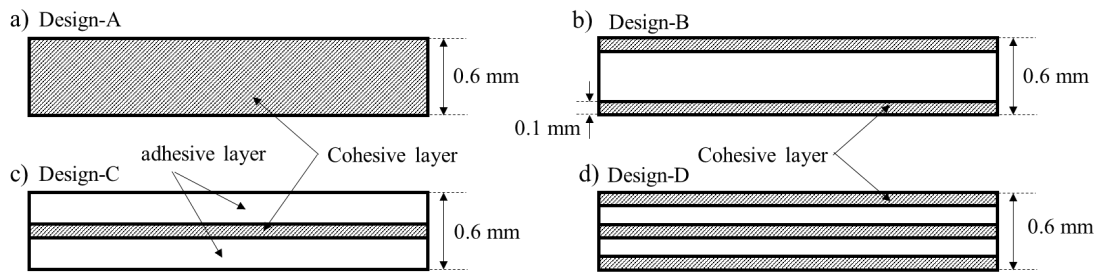 a) Design-A
0.6 mm
b) Design-B
0.6 mm
0.1 mm
adhesive layer
Cohesive layer
Cohesive layer
c) Design-C
0.6 mm
d) Design-D
0.6 mm